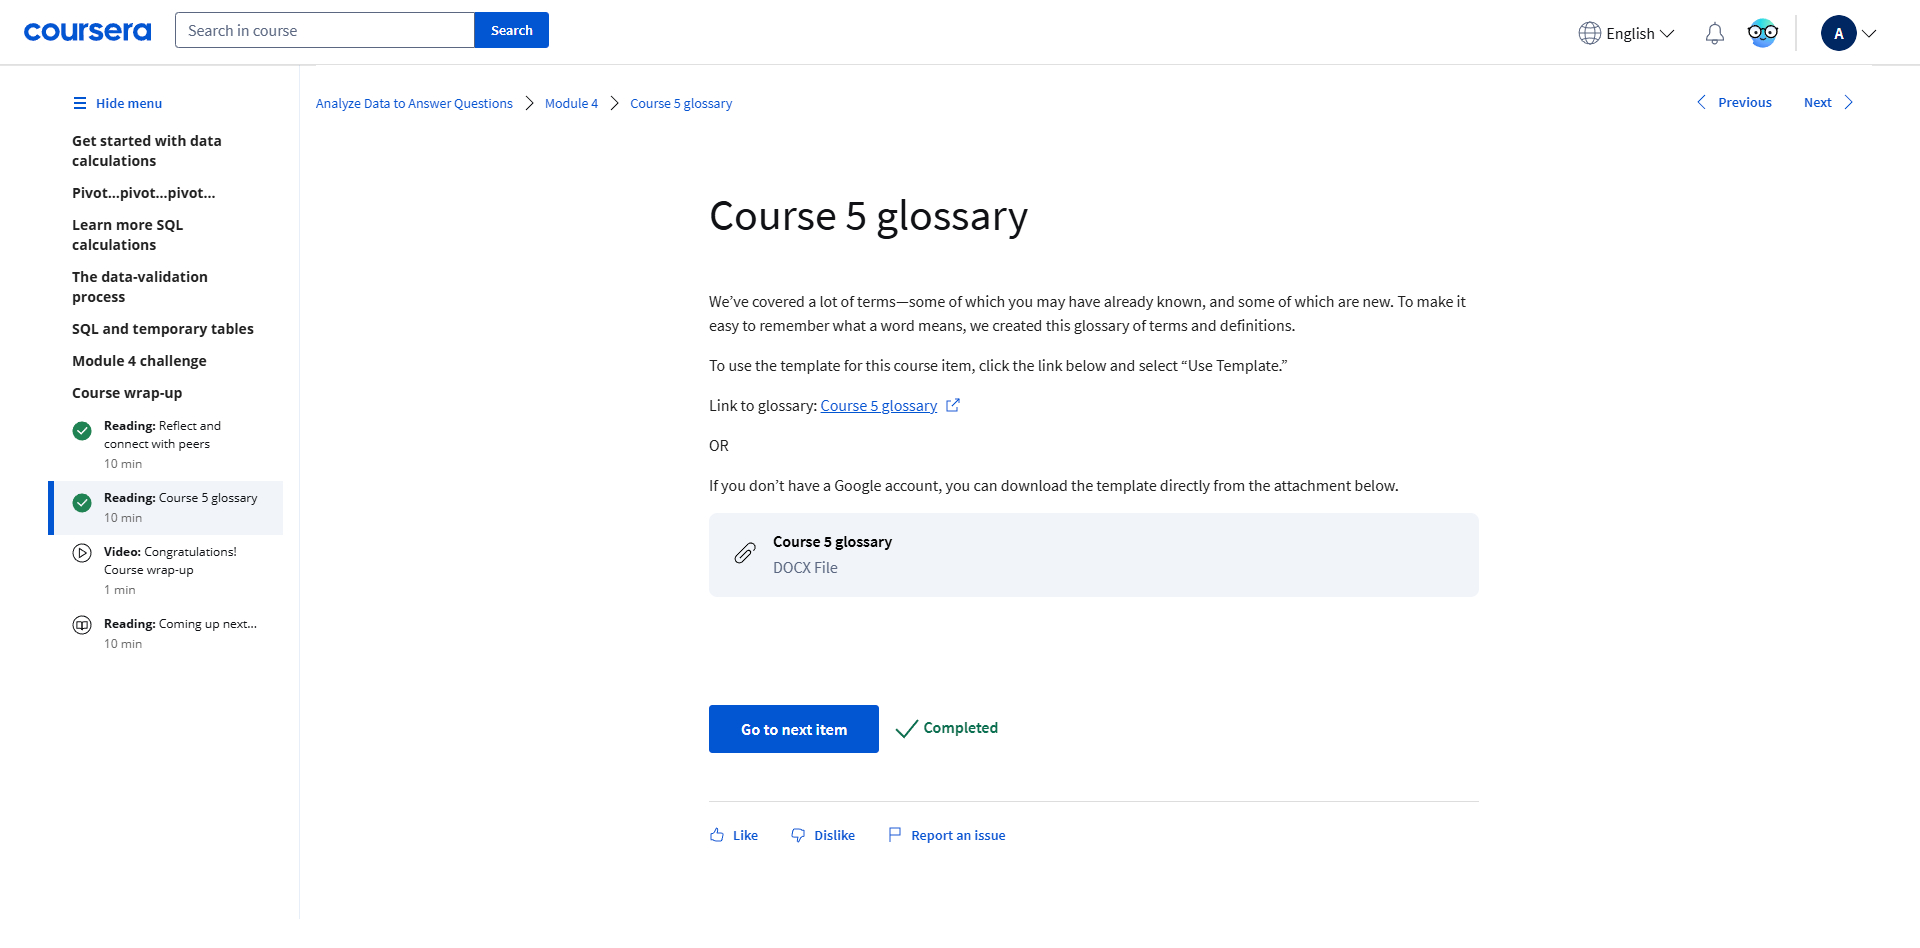 coursera
Search in course
Search
English
A
Hide menu
Get started with data
calculations
Pivot...pivot...pivot...
Learn more SQL
calculations
The data-validation
process
SQL and temporary tables
Module 4 challenge
Course wrap-up
Reading: Reflect and
connect with peers
10 min
Reading: Course 5 glossary
10 min
Video: Congratulations!
Course wrap-up
1 min
Reading: Coming up next...
10 min
Analyze Data to Answer Questions > Module 4 > Course 5 glossary
Previous
Next
Course 5 glossary
We’ve covered a lot of terms—some of which you may have already known, and some of which are new. To make it
easy to remember what a word means, we created this glossary of terms and definitions.
To use the template for this course item, click the link below and select “Use Template.”
Link to glossary: Course 5 glossary
OR
If you don’t have a Google account, you can download the template directly from the attachment below.
Course 5 glossary
DOCX File
Go to next item
Completed
Like
Dislike
Report an issue